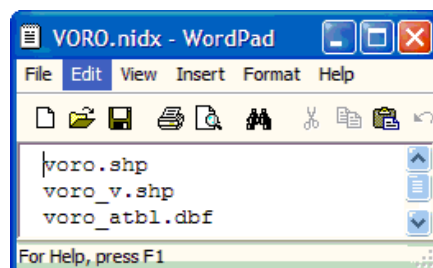 VORO.nidx - WordPad
File Edit View Insert Format Help
voro.shp
voro_v.shp
voro_atbl.dbf
For Help, press F1